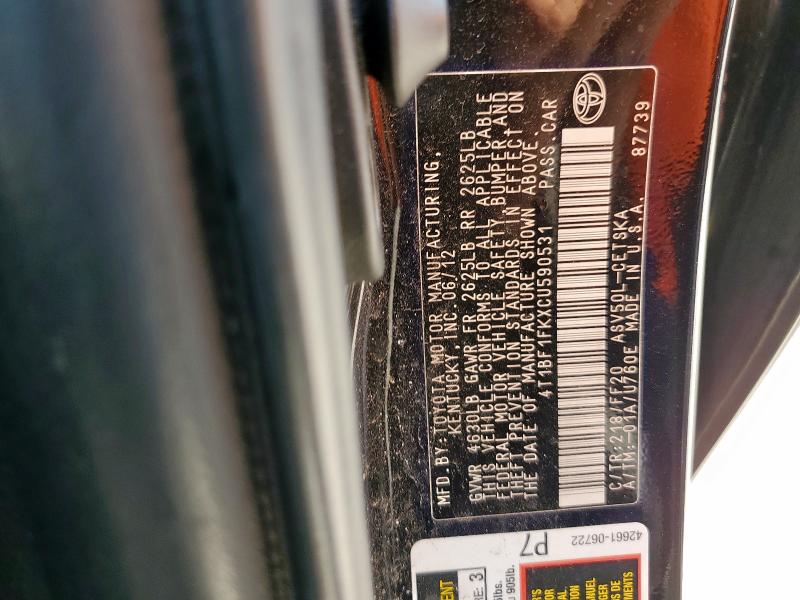 MFD.BY:TOYOTA MOTOR MANUFACTURING,
KENTUCKY, INC. 06/12
GVWR 4630LB GAWR FR 2625LB RR 2625LB
THIS VEHICLE CONFORMS TO ALL APPLICABLE
FEDERAL MOTOR VEHICLE SAFETY, BUMPER AND
THEFT PREVENTION STANDARDS IN EFFECT ON
THE DATE OF MANUFACTURE SHOWN ABOVE.
4T1BF1FKXCU590531 PASS.CAR
C/TR:218/FF20 ASV50L-CETSKA
A/TM:-01A/U760E MADE IN U.S.A. 87739
42661-06722
P7
3
905lb.